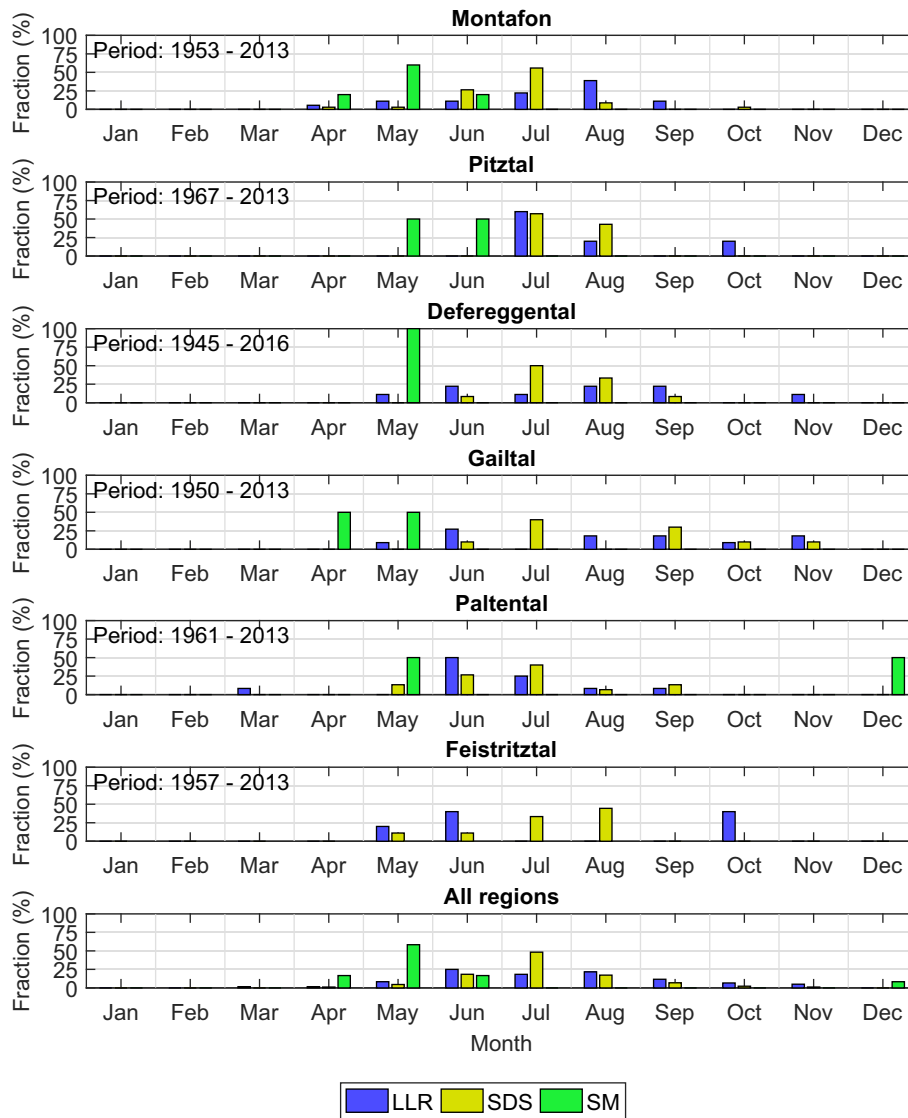 Montafon
Fraction (%)
100
75
50
25
0
Period: 1953 - 2013
Jan Feb Mar Apr May Jun Jul Aug Sep Oct Nov Dec
Pitztal
Fraction (%)
100
75
50
25
0
Period: 1967 - 2013
Jan Feb Mar Apr May Jun Jul Aug Sep Oct Nov Dec
Defereggental
Fraction (%)
100
75
50
25
0
Period: 1945 - 2016
Jan Feb Mar Apr May Jun Jul Aug Sep Oct Nov Dec
Gailtal
Fraction (%)
100
75
50
25
0
Period: 1950 - 2013
Jan Feb Mar Apr May Jun Jul Aug Sep Oct Nov Dec
Paltental
Fraction (%)
100
75
50
25
0
Period: 1961 - 2013
Jan Feb Mar Apr May Jun Jul Aug Sep Oct Nov Dec
Feistritztal
Fraction (%)
100
75
50
25
0
Period: 1957 - 2013
Jan Feb Mar Apr May Jun Jul Aug Sep Oct Nov Dec
All regions
Fraction (%)
100
75
50
25
0
Jan Feb Mar Apr May Jun Jul Aug Sep Oct Nov Dec
Month
LLR SDS SM